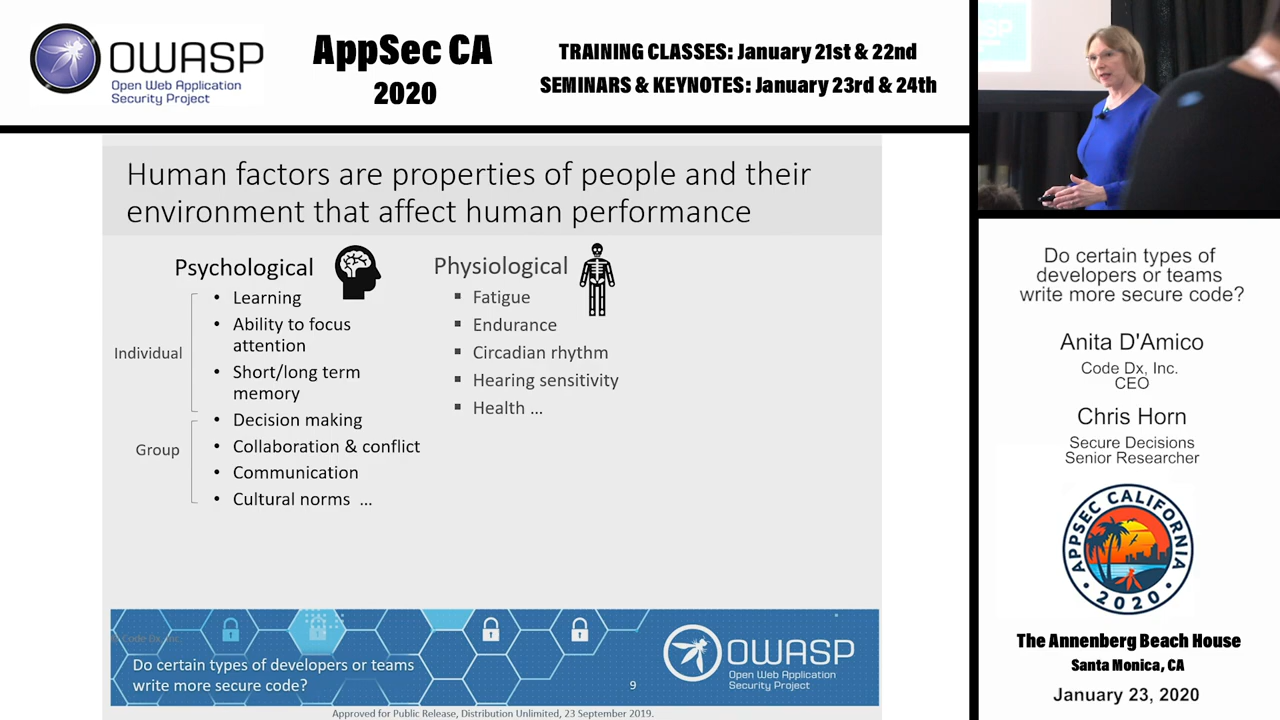 OWASP
Open Web Application
Security Project
AppSec CA
2020
TRAINING CLASSES: January 21st & 22nd
SEMINARS & KEYNOTES: January 23rd & 24th
Human factors are properties of people and their
environment that affect human performance
Psychological
Individual
• Learning
• Ability to focus
attention
• Short/long term
memory
Group
• Decision making
• Collaboration & conflict
• Communication
• Cultural norms ...
Physiological
▪ Fatigue
▪ Endurance
▪ Circadian rhythm
▪ Hearing sensitivity
▪ Health ...
Code Dx, Inc.
Do certain types of developers or teams
write more secure code?
9
OWASP
Open Web Application
Security Project
Approved for Public Release, Distribution Unlimited, 23 September 2019.
Do certain types of
developers or teams
write more secure code?
Anita D'Amico
Code Dx, Inc.
CEO
Chris Horn
Secure Decisions
Senior Researcher
APPSEC CALIFORNIA
• 2020 •
The Annenberg Beach House
Santa Monica, CA
January 23, 2020